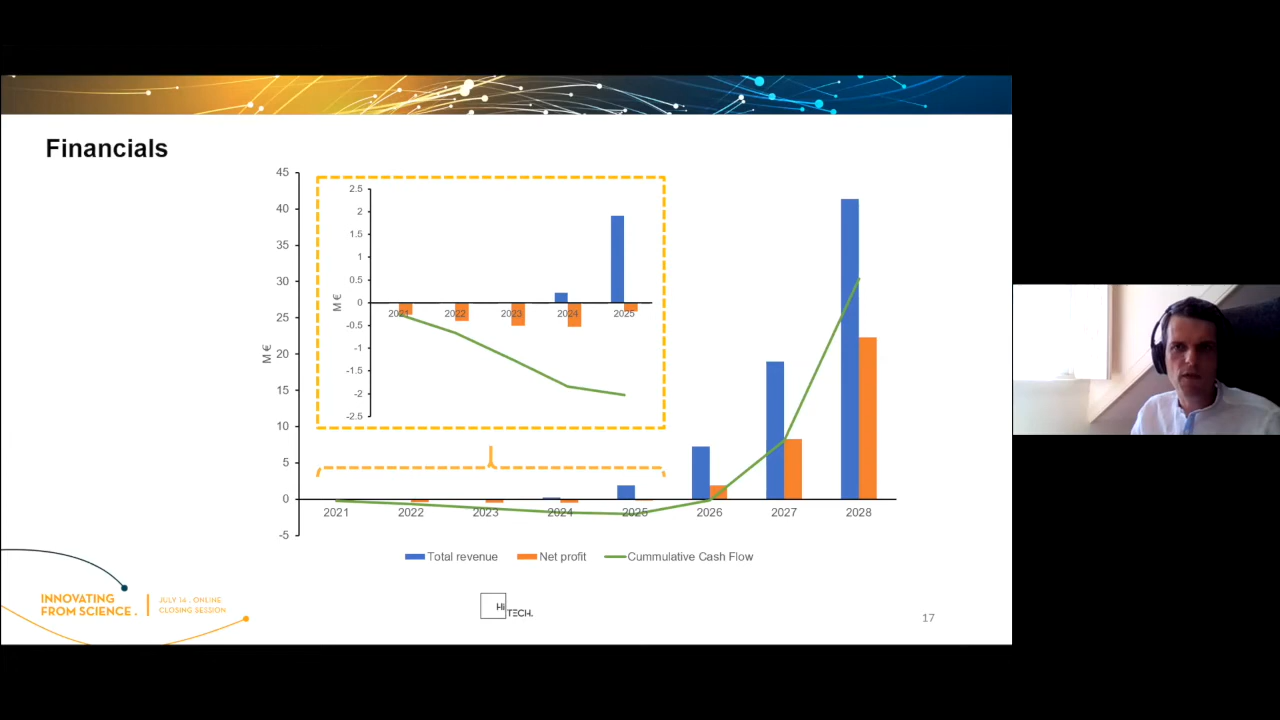 Financials
45
40
35
30
25
20
15
10
5
0
-5
M €
2.5
2
1.5
1
0.5
0
-0.5
-1
-1.5
-2
-2.5
M €
2021 2022 2023 2024 2025
2021 2022 2023 2024 2025 2026 2027 2028
Total revenue Net profit Cummulative Cash Flow
INNOVATING
FROM SCIENCE .
JULY 14 . ONLINE
CLOSING SESSION
Hi
TECH.
17